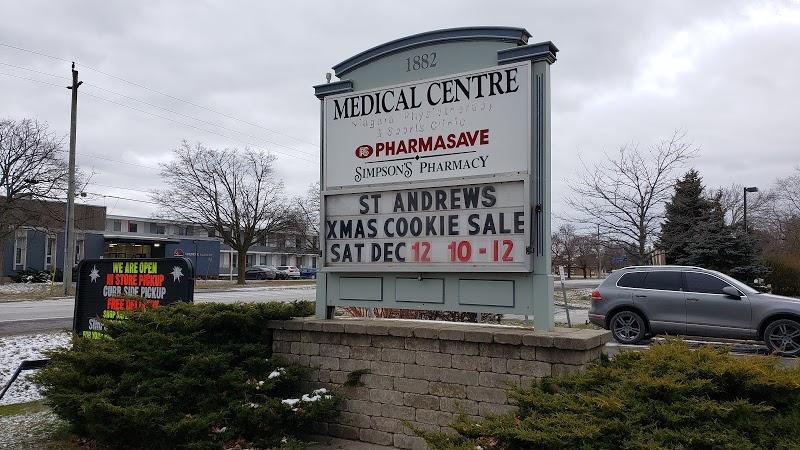 1882
MEDICAL CENTRE
Niagara Physiotherapy
& Sports Clinic
PHARMASAVE
SIMPSON'S PHARMACY
ST ANDREWS
XMAS COOKIE SALE
SAT DEC 12 10-12
WE ARE OPEN
IN STORE PICKUP
CURB SIDE PICKUP
FREE